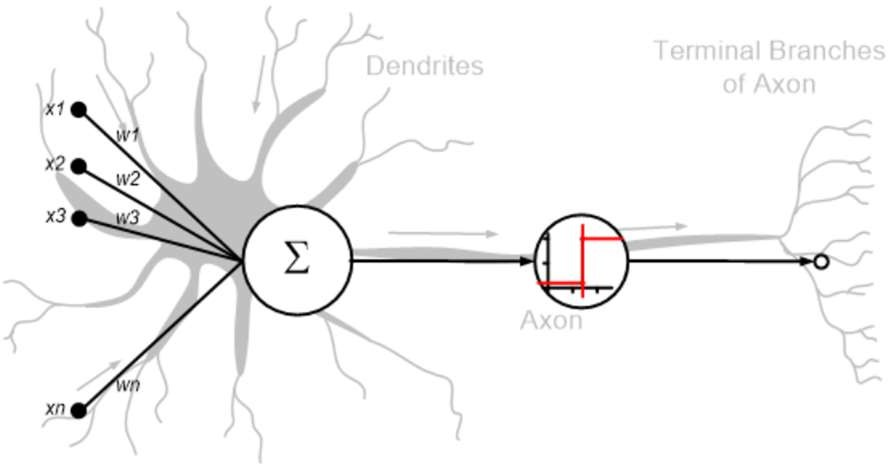 Dendrites
Terminal Branches
of Axon
x1
w1
x2
w2
x3
w3
Σ
Axon
wn
xn